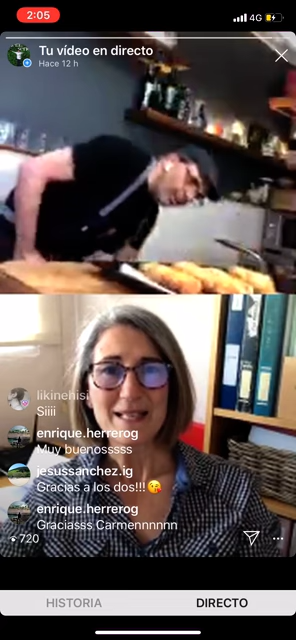 2:05
4G
Tu vídeo en directo
Hace 12 h
likinehisi
Siiii
enrique.herrerog
Muy buenosssss
jesussanchez.ig
Gracias a los dos!!!😘
enrique.herrerog
Graciasss Carmennnnnn
720
HISTORIA
DIRECTO